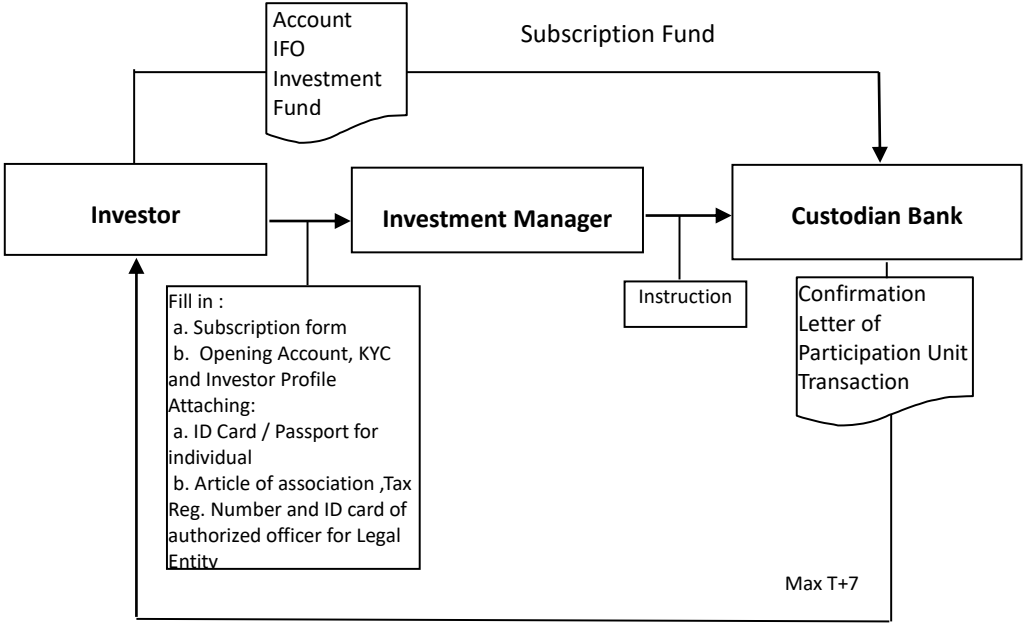 Account
IFO
Investment
Fund
Subscription Fund
Investor
Investment Manager
Custodian Bank
Fill in :
a. Subscription form
b. Opening Account, KYC
and Investor Profile
Attaching:
a. ID Card / Passport for
individual
b. Article of association ,Tax
Reg. Number and ID card of
authorized officer for Legal
Entity
Instruction
Confirmation
Letter of
Participation Unit
Transaction
Max T+7